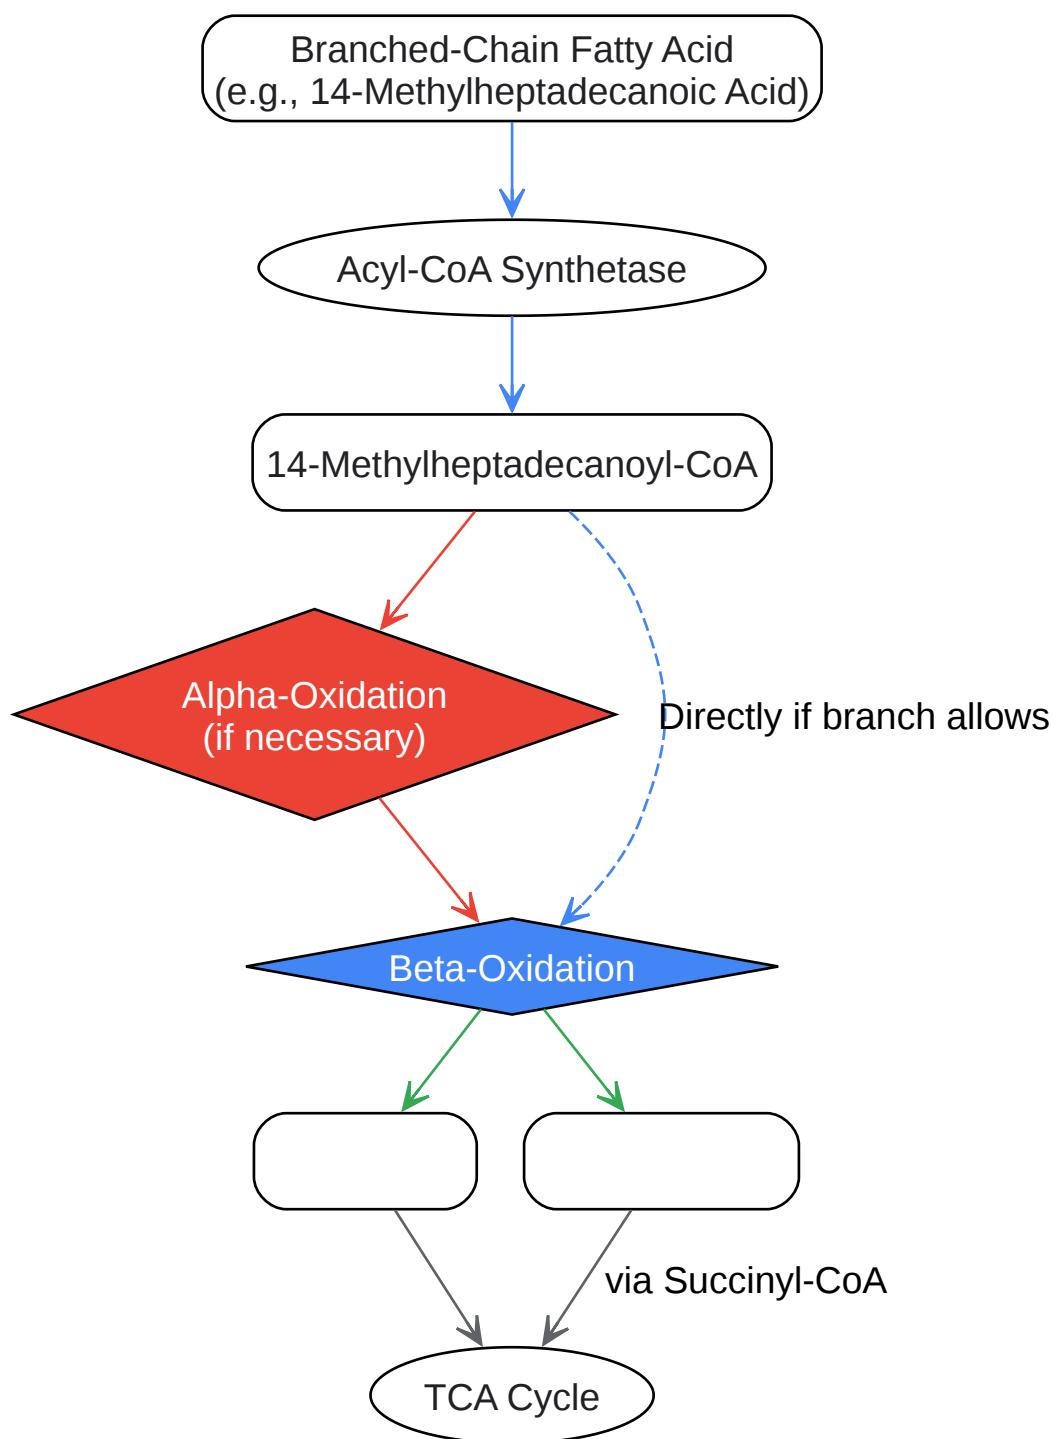 Branched-Chain Fatty Acid
(e.g., 14-Methylheptadecanoic Acid)
Acyl-CoA Synthetase
14-Methylheptadecanoyl-CoA
Alpha-Oxidation
(if necessary)
Directly if branch allows
Beta-Oxidation
via Succinyl-CoA
TCA Cycle